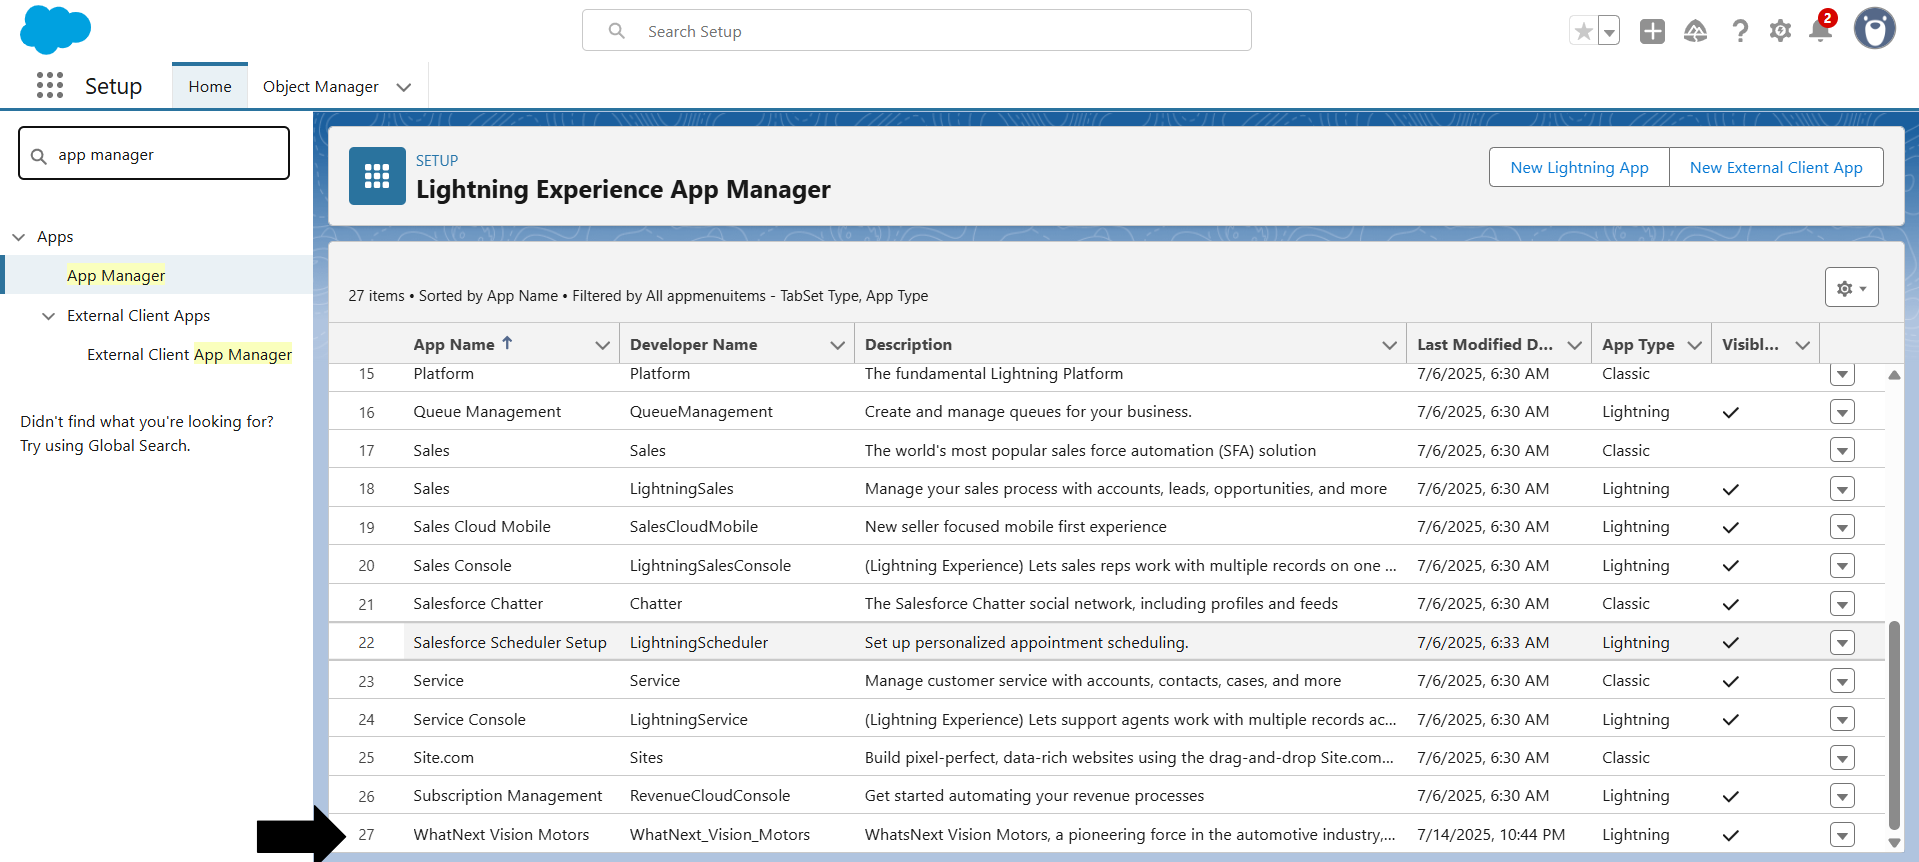 Search Setup
2
Setup
Home
Object Manager
app manager
Apps
App Manager
External Client Apps
External Client App Manager
Didn't find what you're looking for?
Try using Global Search.
SETUP
Lightning Experience App Manager
New Lightning App
New External Client App
27 items • Sorted by App Name • Filtered by All appmenuitems - TabSet Type, App Type
App Name ↑ Developer Name Description Last Modified D... App Type Visibl...
15 Platform Platform The fundamental Lightning Platform 7/6/2025, 6:30 AM Classic
16 Queue Management QueueManagement Create and manage queues for your business. 7/6/2025, 6:30 AM Lightning ✓
17 Sales Sales The world's most popular sales force automation (SFA) solution 7/6/2025, 6:30 AM Classic
18 Sales LightningSales Manage your sales process with accounts, leads, opportunities, and more 7/6/2025, 6:30 AM Lightning ✓
19 Sales Cloud Mobile SalesCloudMobile New seller focused mobile first experience 7/6/2025, 6:30 AM Lightning ✓
20 Sales Console LightningSalesConsole (Lightning Experience) Lets sales reps work with multiple records on one ... 7/6/2025, 6:30 AM Lightning ✓
21 Salesforce Chatter Chatter The Salesforce Chatter social network, including profiles and feeds 7/6/2025, 6:30 AM Classic ✓
22 Salesforce Scheduler Setup LightningScheduler Set up personalized appointment scheduling. 7/6/2025, 6:33 AM Lightning ✓
23 Service Service Manage customer service with accounts, contacts, cases, and more 7/6/2025, 6:30 AM Classic ✓
24 Service Console LightningService (Lightning Experience) Lets support agents work with multiple records ac... 7/6/2025, 6:30 AM Lightning ✓
25 Site.com Sites Build pixel-perfect, data-rich websites using the drag-and-drop Site.com... 7/6/2025, 6:30 AM Classic
26 Subscription Management RevenueCloudConsole Get started automating your revenue processes 7/6/2025, 6:30 AM Lightning ✓
27 WhatNext Vision Motors WhatNext_Vision_Motors WhatsNext Vision Motors, a pioneering force in the automotive industry,... 7/14/2025, 10:44 PM Lightning ✓